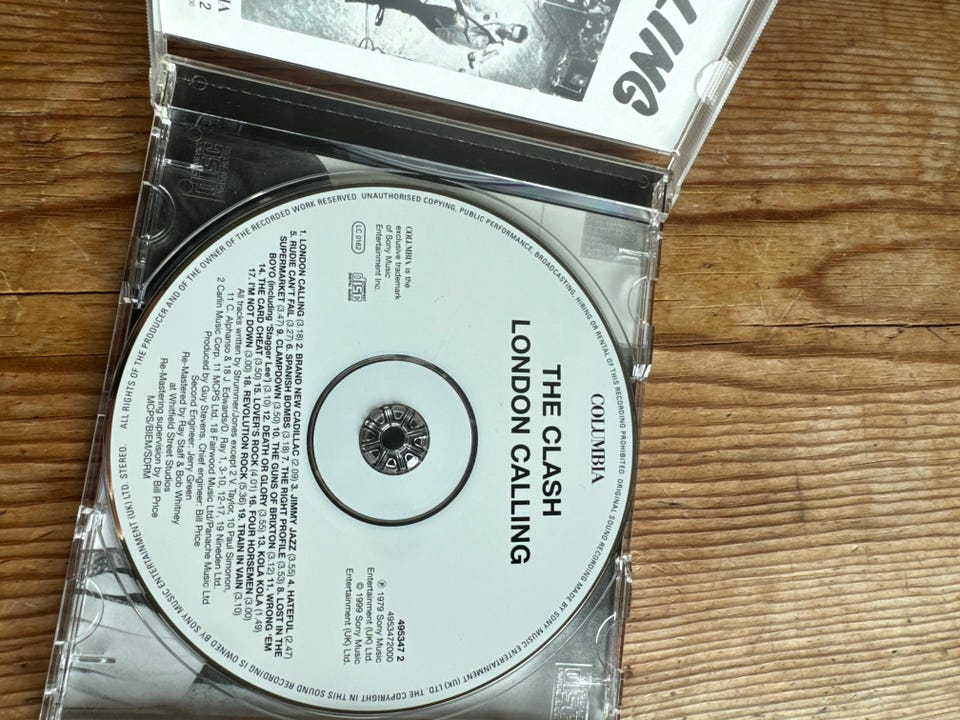 LING
COLUMBIA
THE CLASH
LONDON CALLING
COLUMBIA is the
exclusive trademark
of Sony Music
Entertainment Inc.
LC 0162
COMPACT
disc
495347 2
4953472000
℗ 1979 Sony Music
Entertainment (UK) Ltd.
© 1999 Sony Music
Entertainment (UK) Ltd.
1. LONDON CALLING (3.18) 2. BRAND NEW CADILLAC (2.09) 3. JIMMY JAZZ (3.55) 4. HATEFUL (2.47)
5. RUDIE CAN'T FAIL (3.27) 6. SPANISH BOMBS (3.18) 7. THE RIGHT PROFILE (3.53) 8. LOST IN THE
SUPERMARKET (3.47) 9. CLAMPDOWN (3.50) 10. THE GUNS OF BRIXTON (3.12) 11. WRONG 'EM
BOYO (including 'Stagger Lee') (3.10) 12. DEATH OR GLORY (3.55) 13. KOLA KOLA (1.49)
14. THE CARD CHEAT (3.50) 15. LOVER'S ROCK (4.01) 16. FOUR HORSEMEN (3.00)
17. I'M NOT DOWN (3.00) 18. REVOLUTION ROCK (5.36) 19. TRAIN IN VAIN (3.10)
All tracks written by Strummer/Jones except 2 V. Taylor, 10 Paul Simonon,
11 C. Alphanso & 18 J. Edwards/D. Ray 1, 3-10, 12-17, 19 Nineden Ltd.
2 Carlin Music Corp. 11 MCPS Ltd. 18 Fairwood Music Ltd/Panache Music Ltd
Produced by Guy Stevens. Chief engineer: Bill Price
Second Engineer: Jerry Green
Re-Mastered by Ray Staff & Bob Whitney
at Whitfield Street Studios
Re-Mastering supervision by Bill Price
MCPS/BIEM/SDRM
ALL RIGHTS OF THE PRODUCER AND OF THE OWNER OF THE RECORDED WORK RESERVED. UNAUTHORISED COPYING, PUBLIC PERFORMANCE, BROADCASTING, HIRING OR RENTAL OF THIS RECORDING PROHIBITED. ORIGINAL SOUND RECORDING MADE BY SONY MUSIC ENTERTAINMENT (UK) LTD. THE COPYRIGHT IN THIS SOUND RECORDING IS OWNED BY SONY MUSIC ENTERTAINMENT (UK) LTD. STEREO.